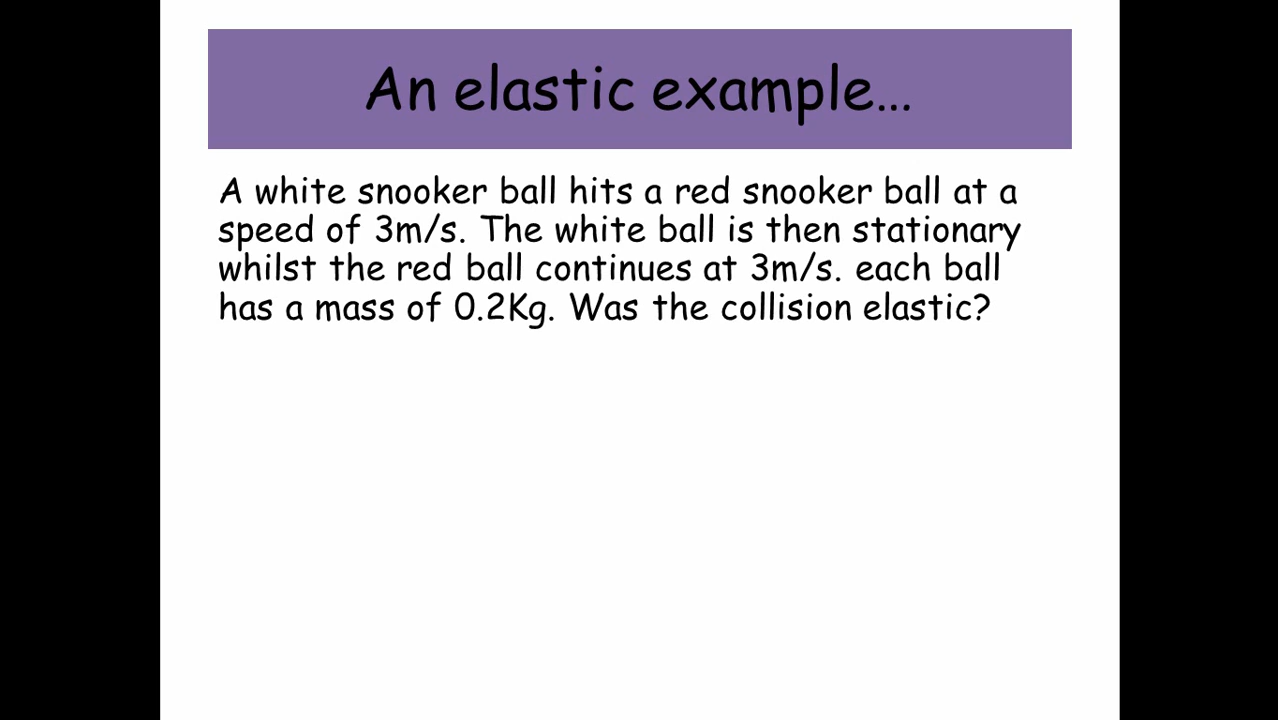 An elastic example...
A white snooker ball hits a red snooker ball at a
speed of 3m/s. The white ball is then stationary
whilst the red ball continues at 3m/s. each ball
has a mass of 0.2Kg. Was the collision elastic?